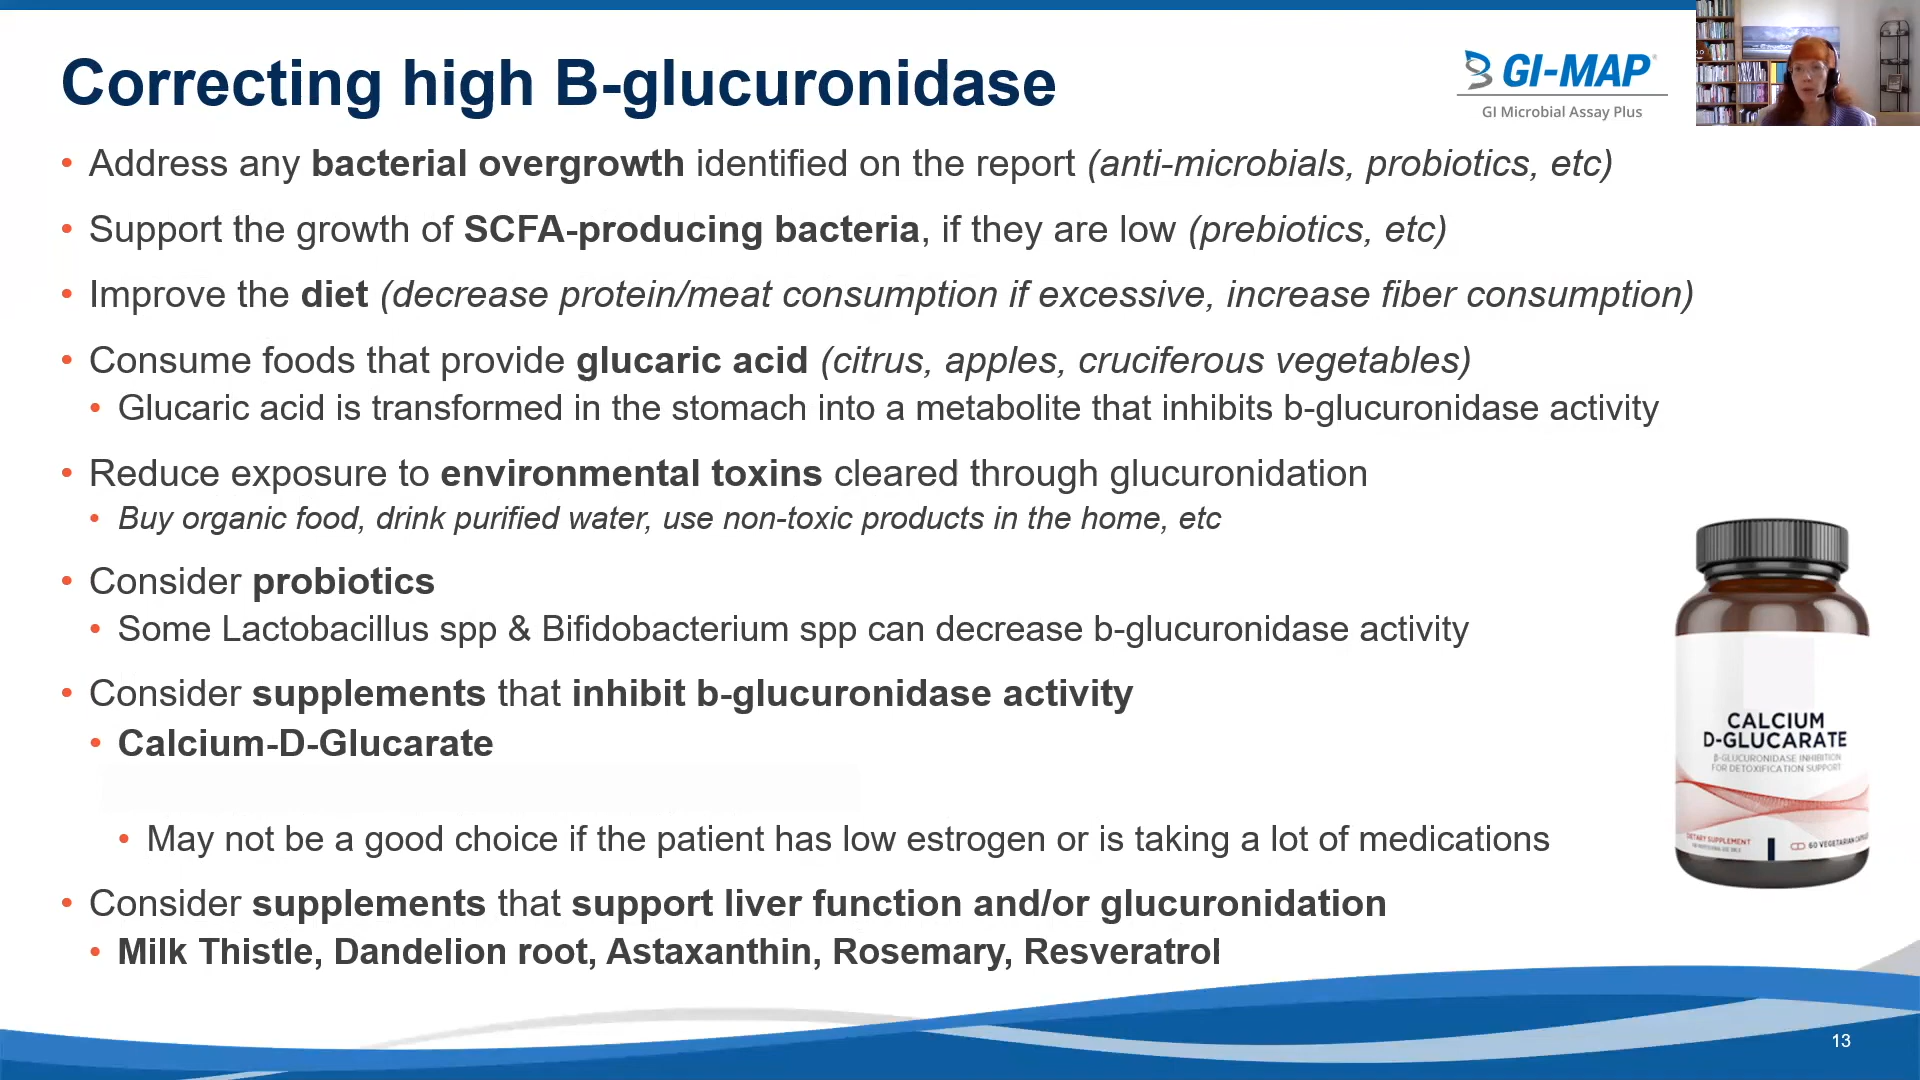 Correcting high B-glucuronidase
GI-MAP
GI Microbial Assay Plus
• Address any bacterial overgrowth identified on the report (anti-microbials, probiotics, etc)
• Support the growth of SCFA-producing bacteria, if they are low (prebiotics, etc)
• Improve the diet (decrease protein/meat consumption if excessive, increase fiber consumption)
• Consume foods that provide glucaric acid (citrus, apples, cruciferous vegetables)
• Glucaric acid is transformed in the stomach into a metabolite that inhibits b-glucuronidase activity
• Reduce exposure to environmental toxins cleared through glucuronidation
• Buy organic food, drink purified water, use non-toxic products in the home, etc
• Consider probiotics
• Some Lactobacillus spp & Bifidobacterium spp can decrease b-glucuronidase activity
• Consider supplements that inhibit b-glucuronidase activity
• Calcium-D-Glucarate
• May not be a good choice if the patient has low estrogen or is taking a lot of medications
• Consider supplements that support liver function and/or glucuronidation
• Milk Thistle, Dandelion root, Astaxanthin, Rosemary, Resveratrol
CALCIUM
D-GLUCARATE
β-GLUCURONIDASE INHIBITION
FOR DETOXIFICATION SUPPORT
DIETARY SUPPLEMENT
60 VEGETARIAN
13